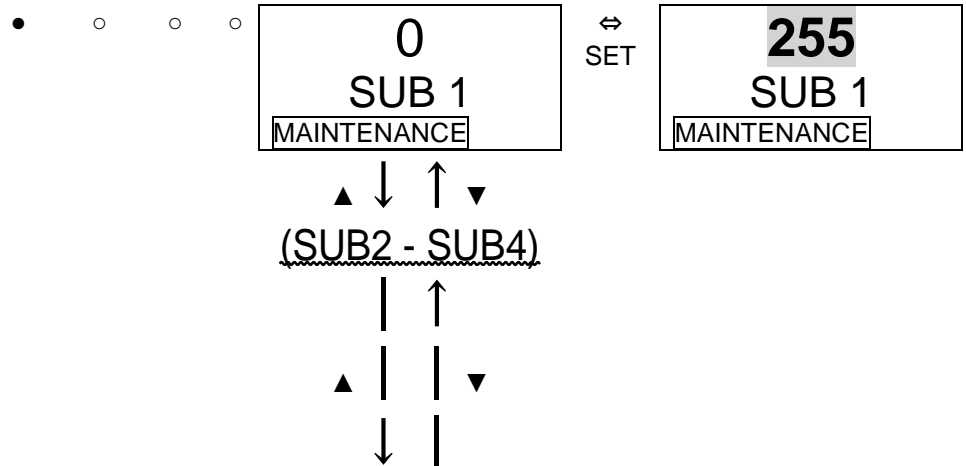 ● ○ ○ ○
0 ⇔ 255
SUB 1 SET SUB 1
MAINTENANCE MAINTENANCE
▲ ↓ ↑ ▼
(SUB2 - SUB4)
↑
▲ ▼
↓